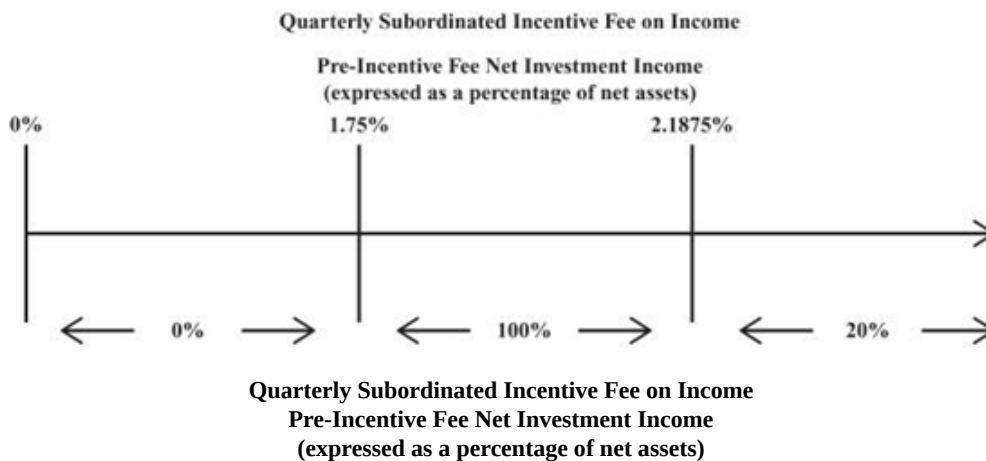 Quarterly Subordinated Incentive Fee on Income
Pre-Incentive Fee Net Investment Income
(expressed as a percentage of net assets)
0% 1.75% 2.1875%
0% 100% 20%
Quarterly Subordinated Incentive Fee on Income
Pre-Incentive Fee Net Investment Income
(expressed as a percentage of net assets)